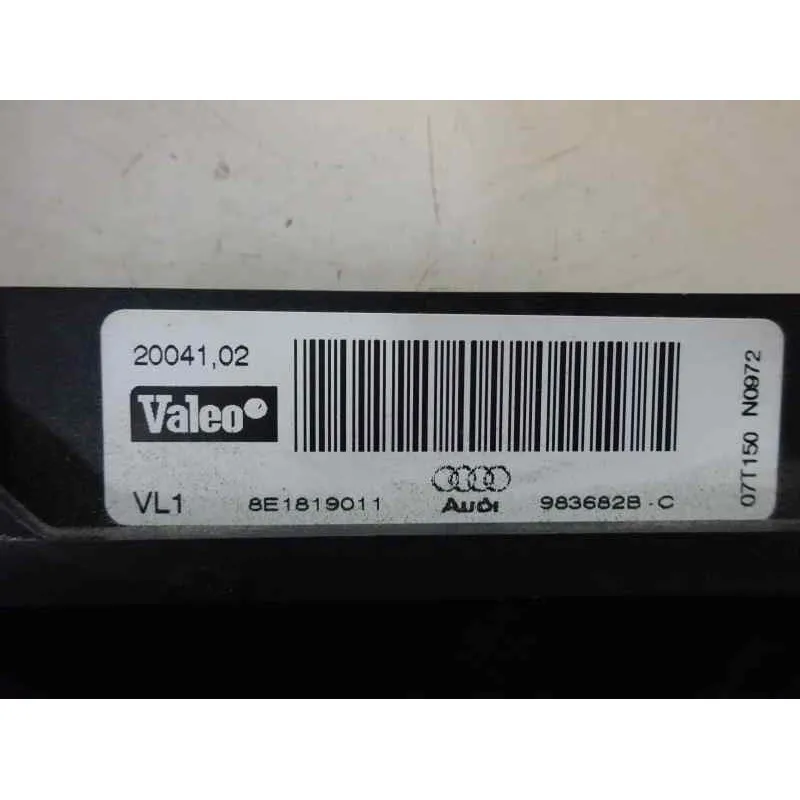 20041,02
Valeo
VL1 8E1819011 Audi 983682B-C
07T150 N0972